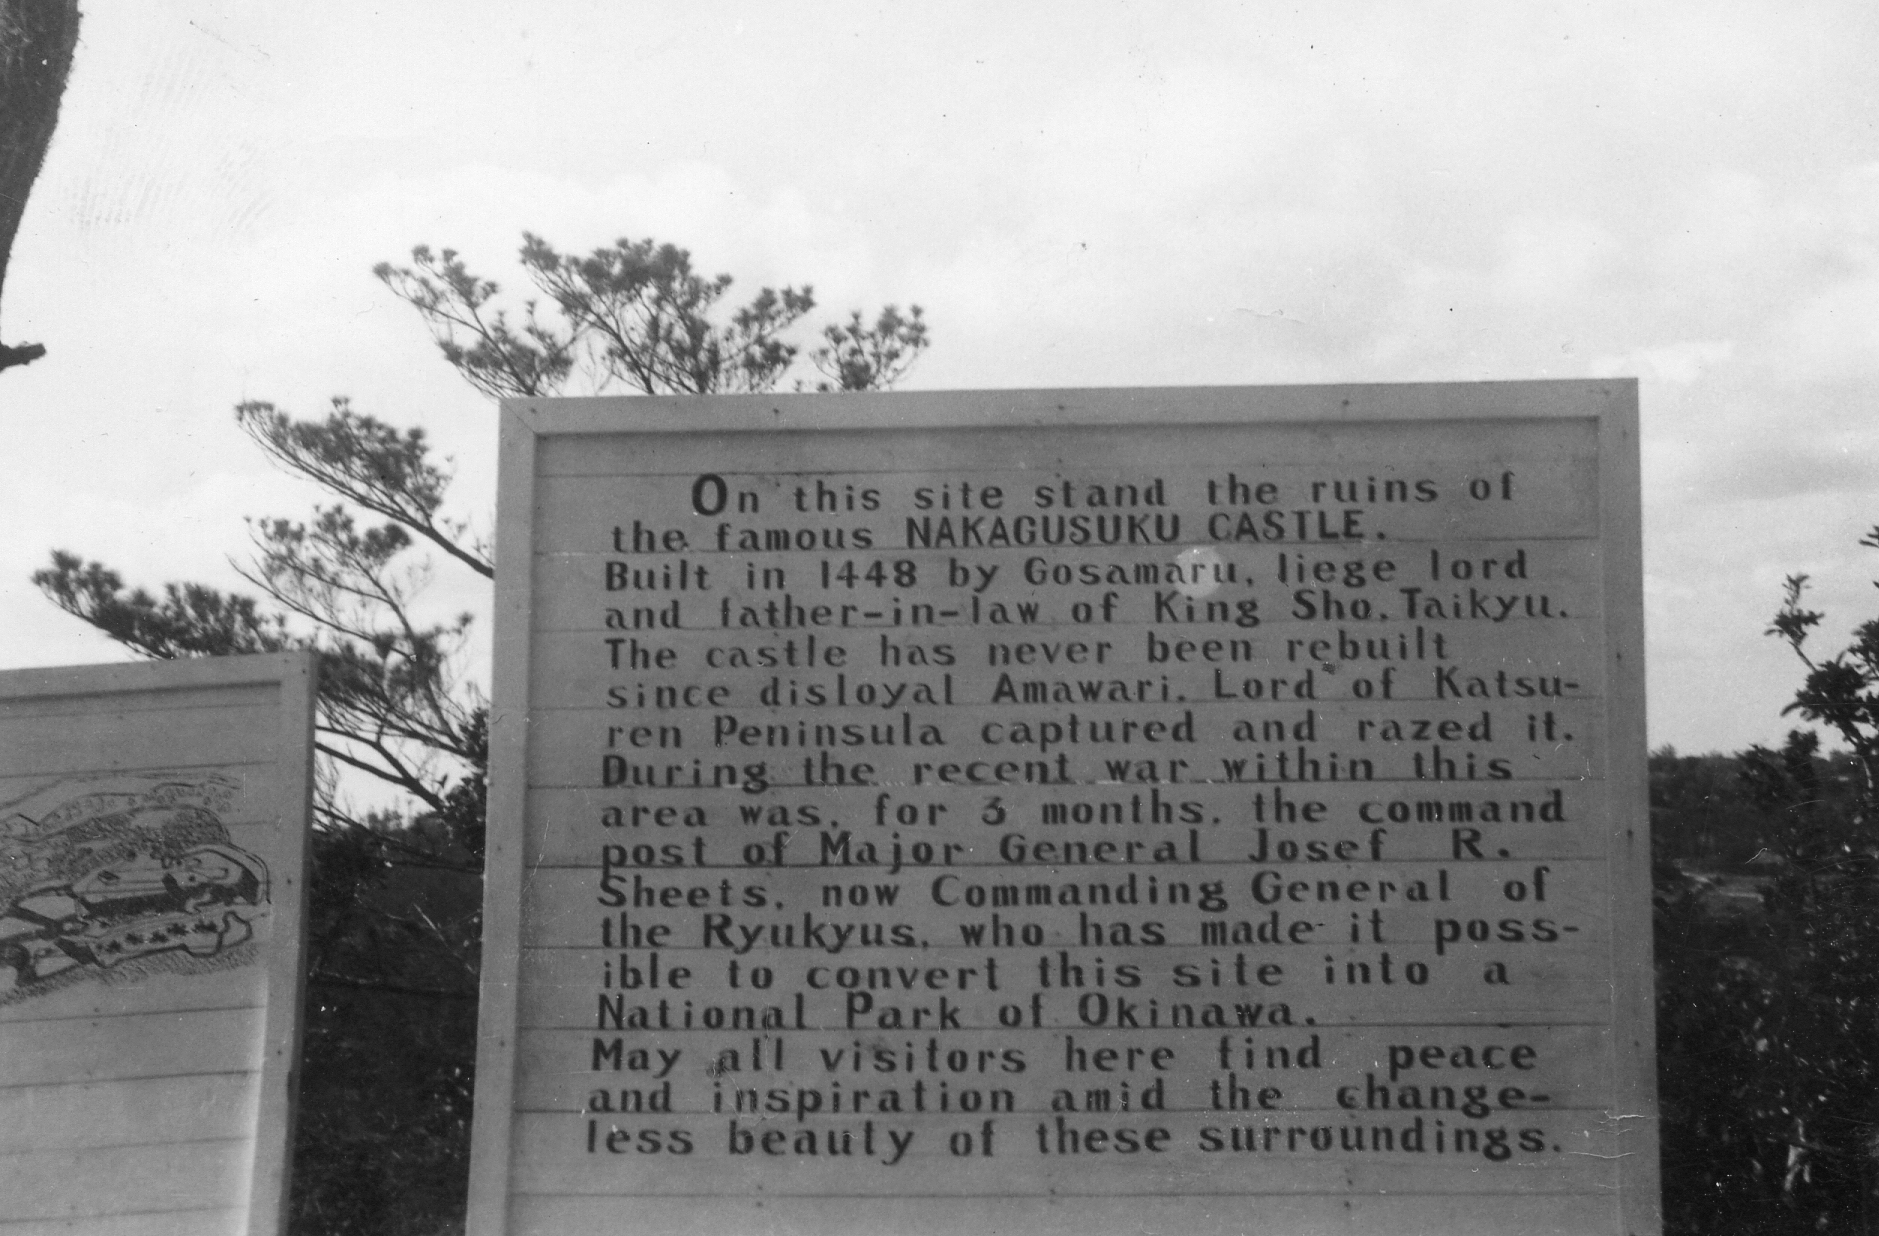 On this site stand the ruins of
the famous NAKAGUSUKU CASTLE.
Built in 1448 by Gosamaru, liege lord
and father-in-law of King Sho, Taikyu.
The castle has never been rebuilt
since disloyal Amawari, Lord of Katsu-
ren Peninsula captured and razed it.
During the recent war within this
area was, for 3 months, the command
post of Major General Josef R.
Sheets, now Commanding General of
the Ryukyus, who has made it poss-
ible to convert this site into a
National Park of Okinawa.
May all visitors here find peace
and inspiration amid the change-
less beauty of these surroundings.